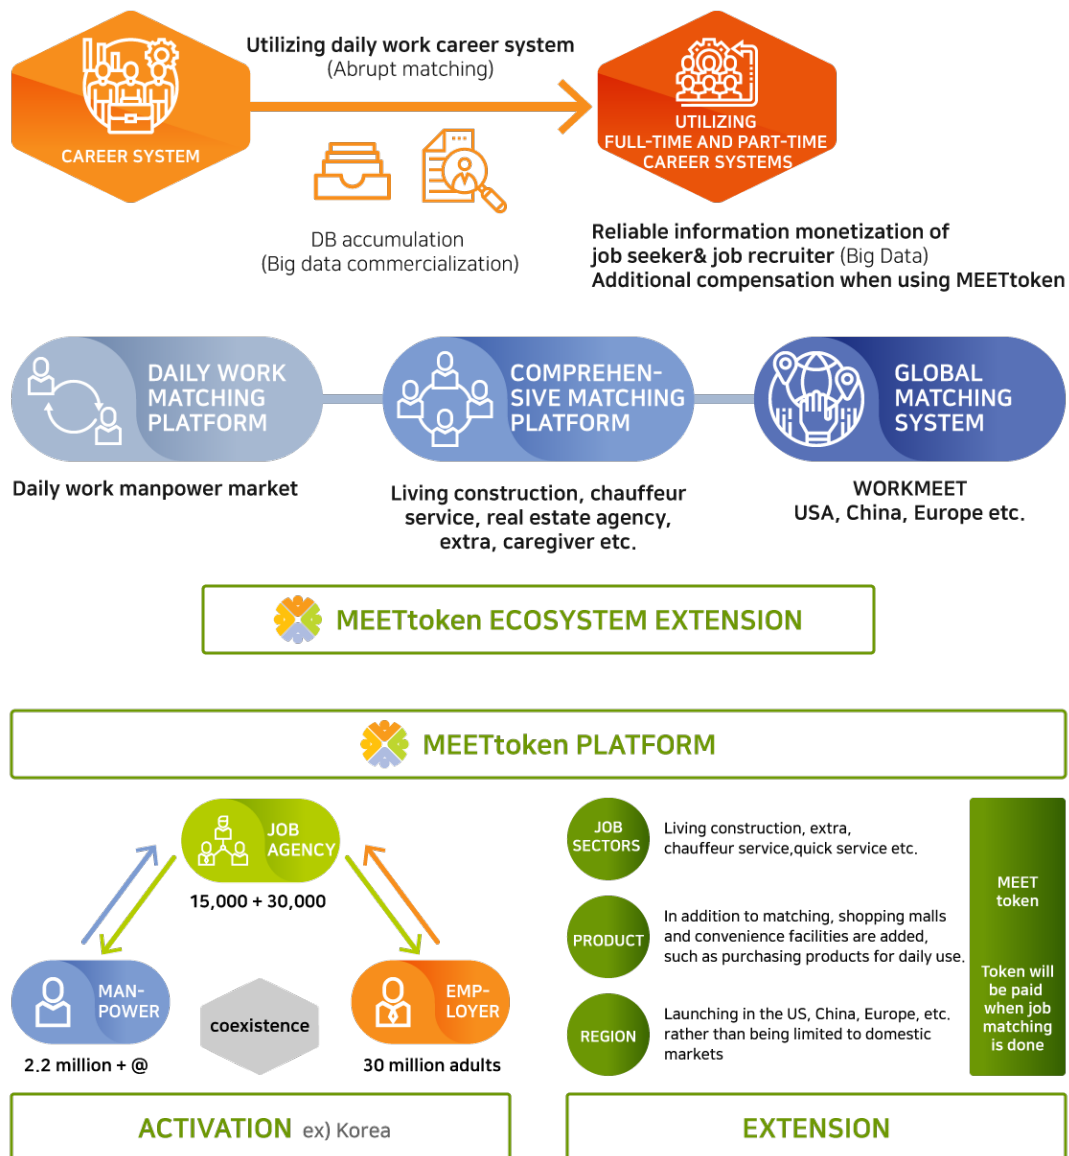 Utilizing daily work career system
(Abrupt matching)
CAREER SYSTEM
UTILIZING
FULL-TIME AND PART-TIME
CAREER SYSTEMS
DB accumulation
(Big data commercialization)
Reliable information monetization of
job seeker& job recruiter (Big Data)
Additional compensation when using MEETtoken
DAILY WORK
MATCHING
PLATFORM
Daily work manpower market
COMPREHEN-
SIVE MATCHING
PLATFORM
Living construction, chauffeur
service, real estate agency,
extra, caregiver etc.
GLOBAL
MATCHING
SYSTEM
WORKMEET
USA, China, Europe etc.
MEETtoken ECOSYSTEM EXTENSION
MEETtoken PLATFORM
JOB
AGENCY
15,000 + 30,000
MAN-
POWER
2.2 million + @
coexistence
EMP-
LOYER
30 million adults
ACTIVATION ex) Korea
JOB
SECTORS
Living construction, extra,
chauffeur service,quick service etc.
PRODUCT
In addition to matching, shopping malls
and convenience facilities are added,
such as purchasing products for daily use.
REGION
Launching in the US, China, Europe, etc.
rather than being limited to domestic
markets
MEET
token
Token will
be paid
when job
matching
is done
EXTENSION